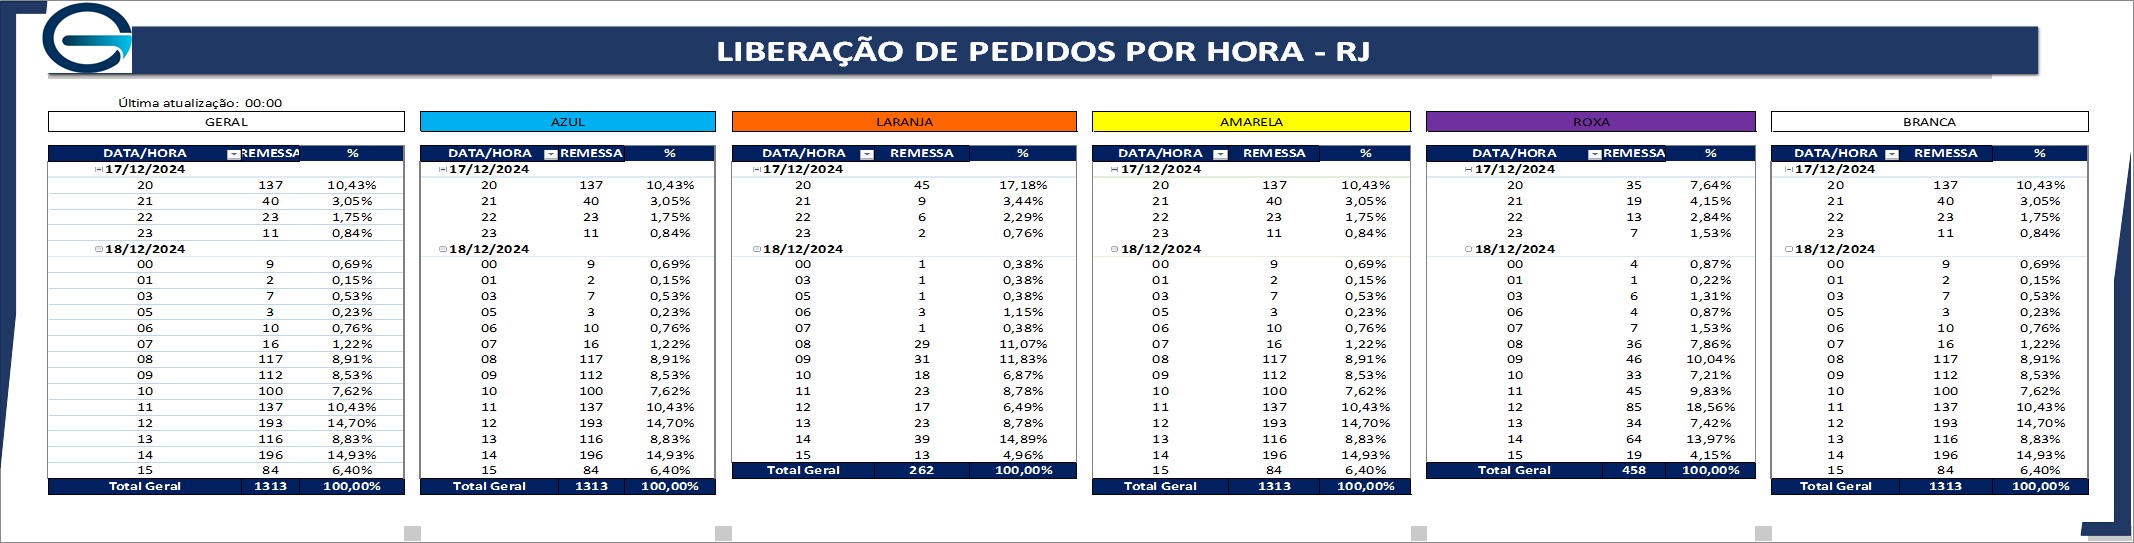 LIBERAÇÃO DE PEDIDOS POR HORA - RJ
Última atualização: 00:00
GERAL AZUL LARANJA AMARELA ROXA BRANCA
DATA/HORA REMESSA % DATA/HORA REMESSA % DATA/HORA REMESSA % DATA/HORA REMESSA % DATA/HORA REMESSA % DATA/HORA REMESSA %
17/12/2024 17/12/2024 17/12/2024 17/12/2024 17/12/2024 17/12/2024
20 137 10,43% 20 137 10,43% 20 45 17,18% 20 137 10,43% 20 35 7,64% 20 137 10,43%
21 40 3,05% 21 40 3,05% 21 9 3,44% 21 40 3,05% 21 19 4,15% 21 40 3,05%
22 23 1,75% 22 23 1,75% 22 6 2,29% 22 23 1,75% 22 13 2,84% 22 23 1,75%
23 11 0,84% 23 11 0,84% 23 2 0,76% 23 11 0,84% 23 7 1,53% 23 11 0,84%
18/12/2024 18/12/2024 18/12/2024 18/12/2024 18/12/2024 18/12/2024
00 9 0,69% 00 9 0,69% 00 1 0,38% 00 9 0,69% 00 4 0,87% 00 9 0,69%
01 2 0,15% 01 2 0,15% 03 1 0,38% 01 2 0,15% 01 1 0,22% 01 2 0,15%
03 7 0,53% 03 7 0,53% 05 1 0,38% 03 7 0,53% 03 6 1,31% 03 7 0,53%
05 3 0,23% 05 3 0,23% 06 3 1,15% 05 3 0,23% 06 4 0,87% 05 3 0,23%
06 10 0,76% 06 10 0,76% 07 1 0,38% 06 10 0,76% 07 7 1,53% 06 10 0,76%
07 16 1,22% 07 16 1,22% 08 29 11,07% 07 16 1,22% 08 36 7,86% 07 16 1,22%
08 117 8,91% 08 117 8,91% 09 31 11,83% 08 117 8,91% 09 46 10,04% 08 117 8,91%
09 112 8,53% 09 112 8,53% 10 18 6,87% 09 112 8,53% 10 33 7,21% 09 112 8,53%
10 100 7,62% 10 100 7,62% 11 23 8,78% 10 100 7,62% 11 45 9,83% 10 100 7,62%
11 137 10,43% 11 137 10,43% 12 17 6,49% 11 137 10,43% 12 85 18,56% 11 137 10,43%
12 193 14,70% 12 193 14,70% 13 23 8,78% 12 193 14,70% 13 34 7,42% 12 193 14,70%
13 116 8,83% 13 116 8,83% 14 39 14,89% 13 116 8,83% 14 64 13,97% 13 116 8,83%
14 196 14,93% 14 196 14,93% 15 13 4,96% 14 196 14,93% 15 19 4,15% 14 196 14,93%
15 84 6,40% 15 84 6,40% Total Geral 262 100,00% 15 84 6,40% Total Geral 458 100,00% 15 84 6,40%
Total Geral 1313 100,00% Total Geral 1313 100,00% Total Geral 1313 100,00% Total Geral 1313 100,00%